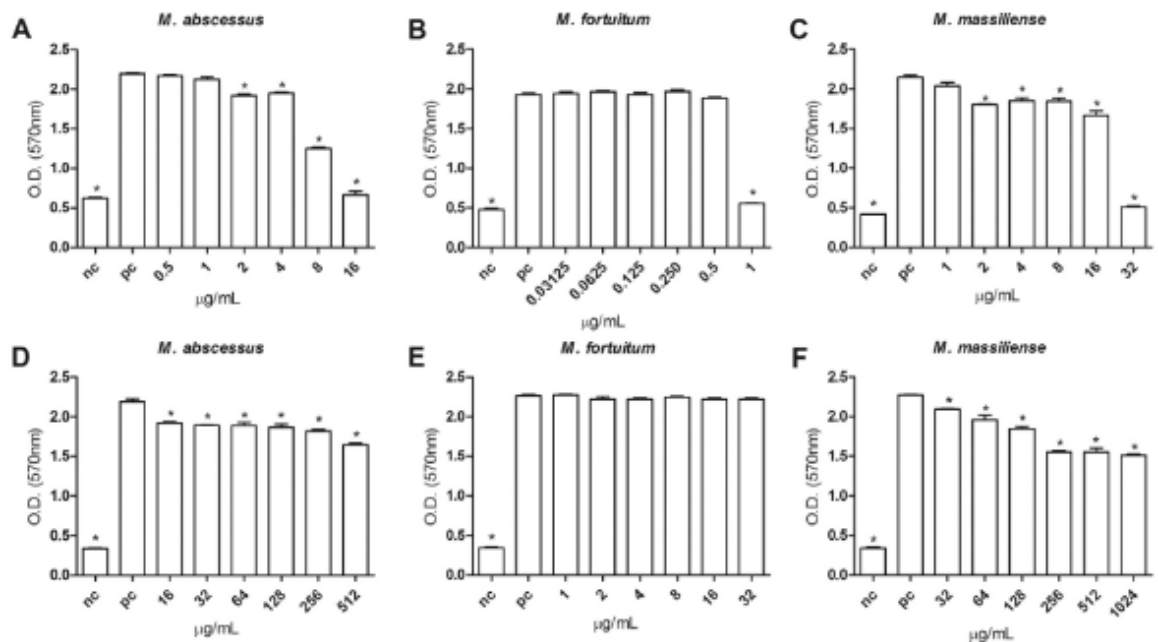 A
M. abscessus
O.D. (570nm)
2.5
2.0
1.5
1.0
0.5
0.0
*
*
*
*
*
nc
pc
0.5
1
2
4
8
16
µg/mL
B
M. fortuitum
O.D. (570nm)
2.5
2.0
1.5
1.0
0.5
0.0
*
*
nc
pc
0.03125
0.0625
0.125
0.250
0.5
1
µg/mL
C
M. massiliense
O.D. (570nm)
2.5
2.0
1.5
1.0
0.5
0.0
*
*
*
*
*
*
nc
pc
1
2
4
8
16
32
µg/mL
D
M. abscessus
O.D. (570nm)
2.5
2.0
1.5
1.0
0.5
0.0
*
*
*
*
*
*
*
nc
pc
16
32
64
128
256
512
µg/mL
E
M. fortuitum
O.D. (570nm)
2.5
2.0
1.5
1.0
0.5
0.0
*
nc
pc
1
2
4
8
16
32
µg/mL
F
M. massiliense
O.D. (570nm)
2.5
2.0
1.5
1.0
0.5
0.0
*
*
*
*
*
*
*
nc
pc
32
64
128
256
512
1024
µg/mL